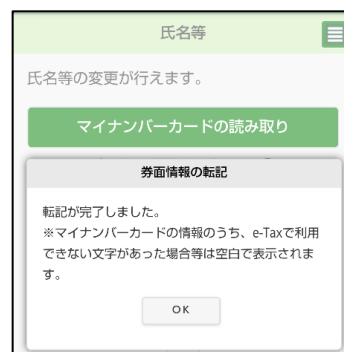 氏名等
氏名等の変更が行えます。
マイナンバーカードの読み取り
券面情報の転記
転記が完了しました。
※マイナンバーカードの情報のうち、e-Taxで利用
できない文字があった場合等は空白で表示されま
す。
OK